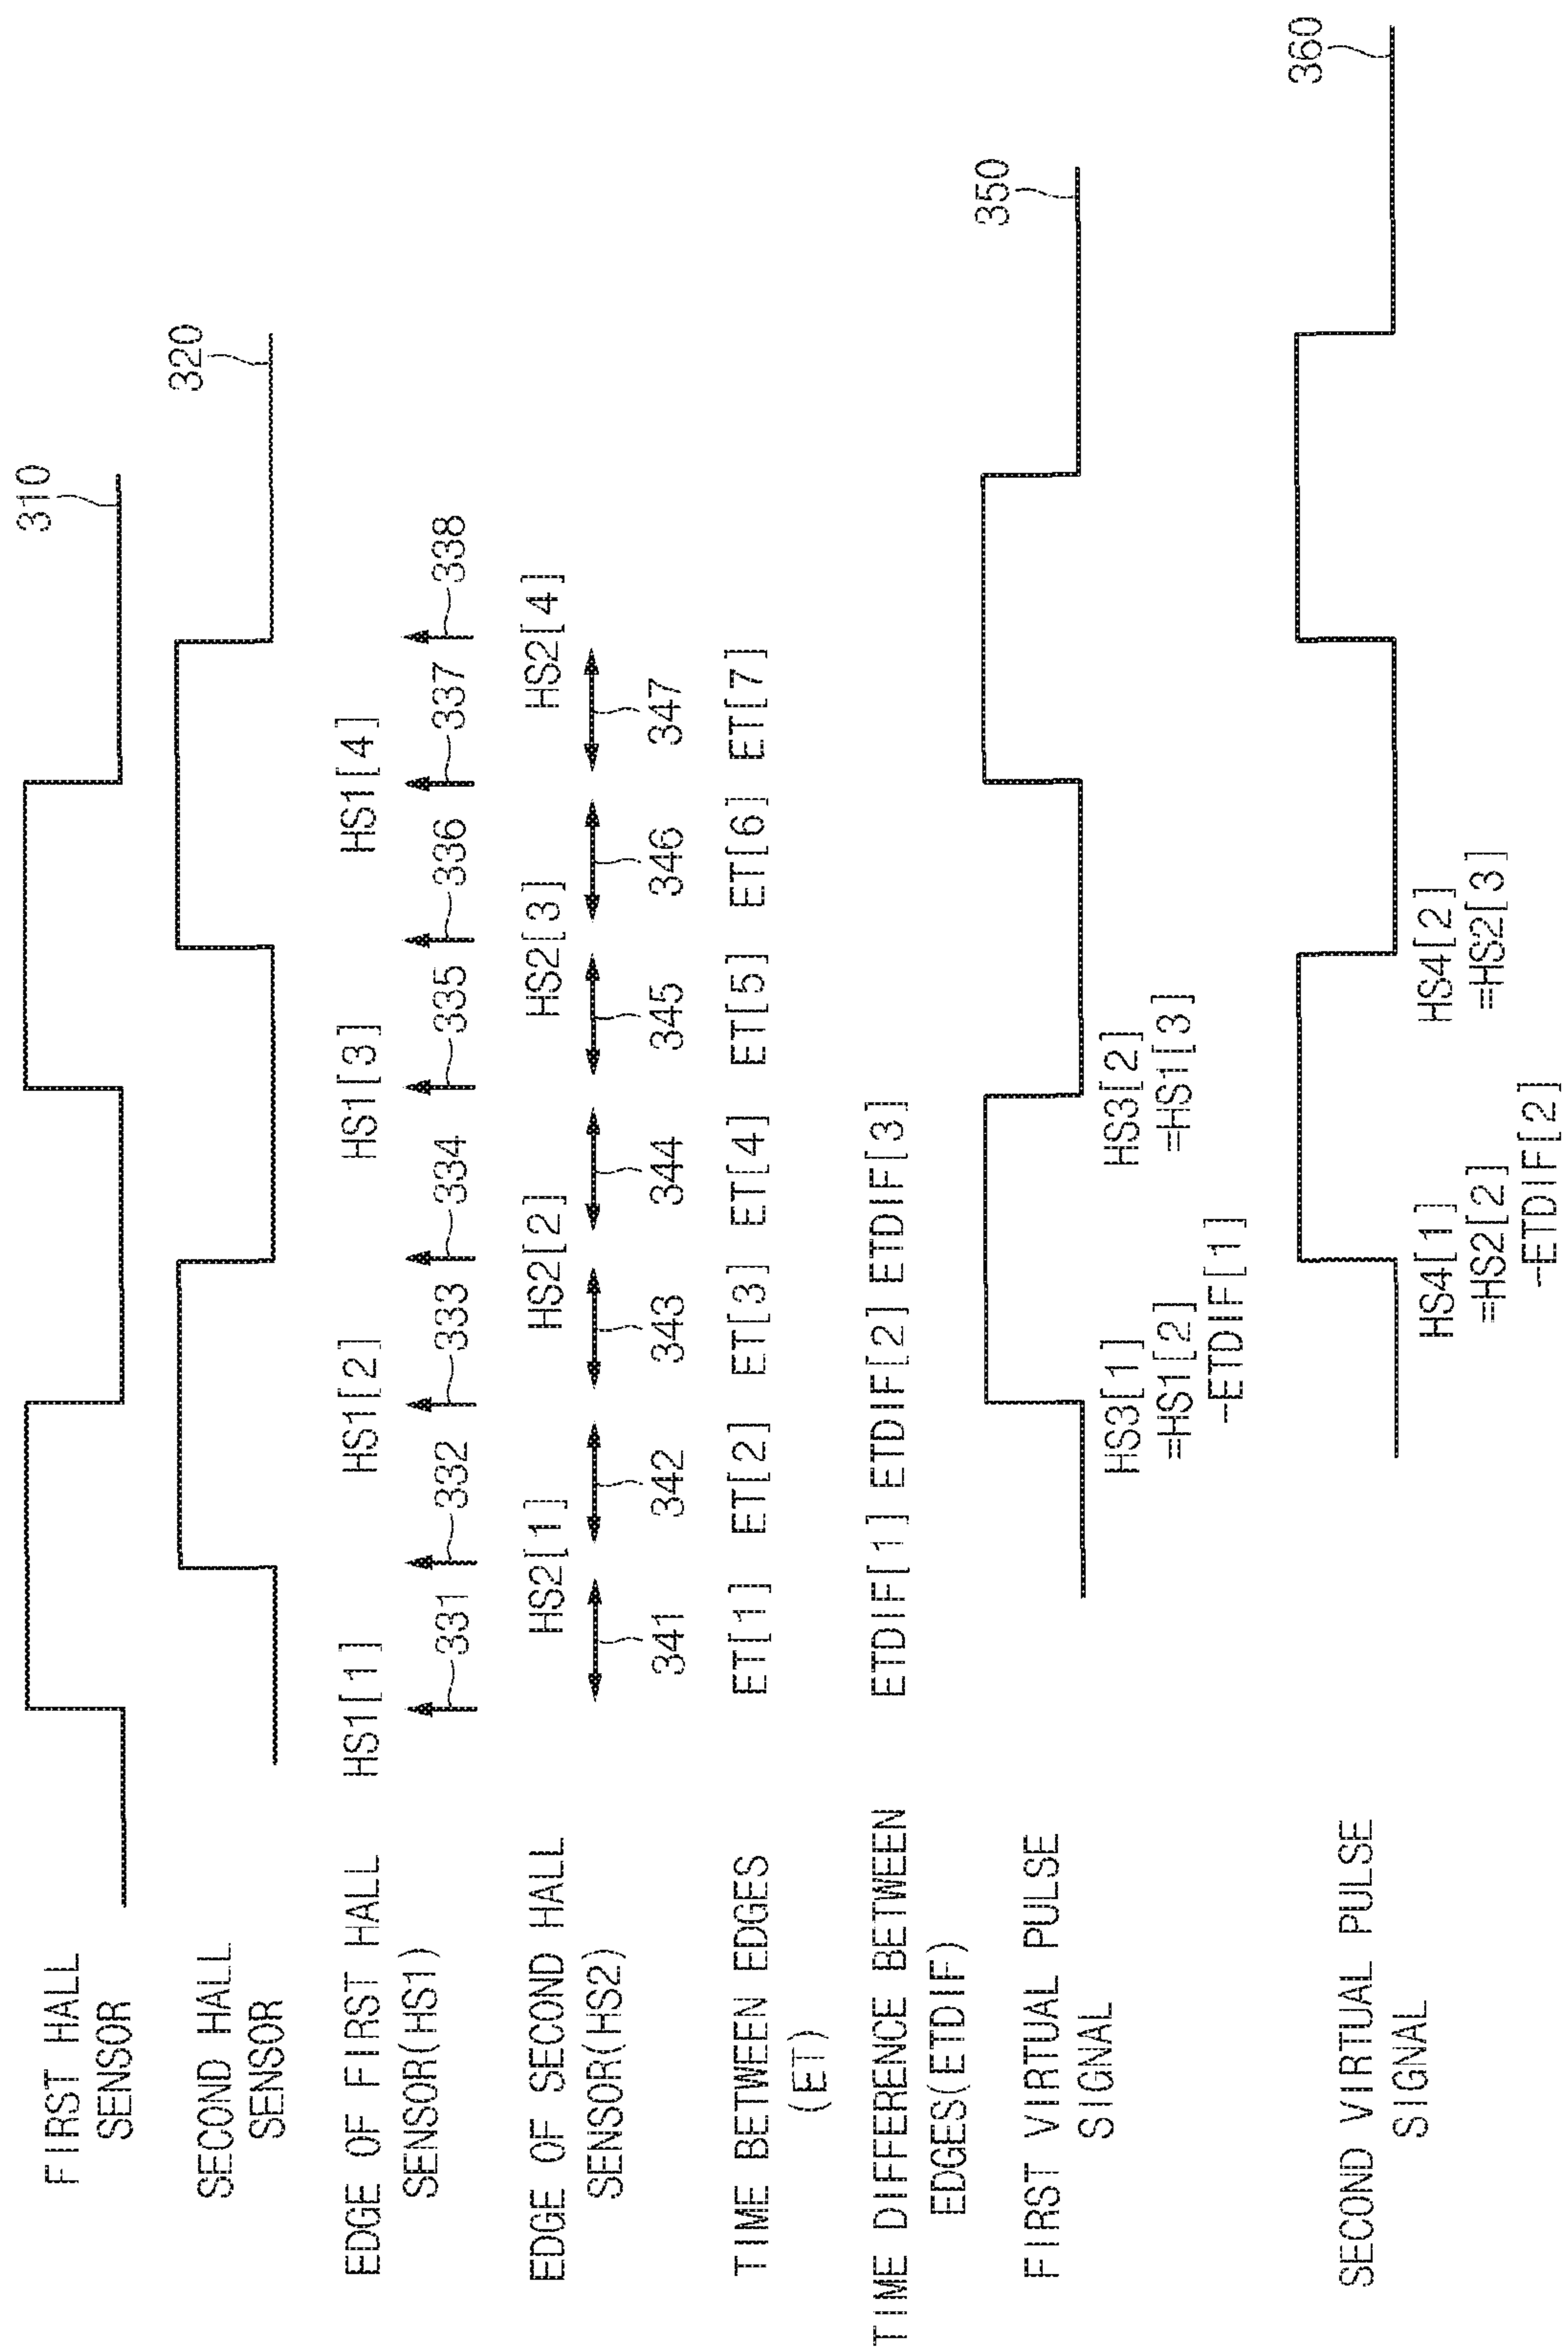 FIRST HALL
SENSOR
310
SECOND HALL
SENSOR
320
EDGE OF FIRST HALL
SENSOR(HS1)
HS1[1]
HS1[2]
HS1[3]
HS1[4]
331
332
333
334
335
336
337
338
EDGE OF SECOND HALL
SENSOR(HS2)
HS2[1]
HS2[2]
HS2[3]
HS2[4]
341
342
343
344
345
346
347
TIME BETWEEN EDGES
(ET)
ET[1]
ET[2]
ET[3]
ET[4]
ET[5]
ET[6]
ET[7]
TIME DIFFERENCE BETWEEN
EDGES(ETDIF)
ETDIF[1]
ETDIF[2]
ETDIF[3]
FIRST VIRTUAL PULSE
SIGNAL
350
HS3[1]
=HS1[2]
-ETDIF[1]
HS3[2]
=HS1[3]
SECOND VIRTUAL PULSE
SIGNAL
360
HS4[1]
=HS2[2]
-ETDIF[2]
HS4[2]
=HS2[3]